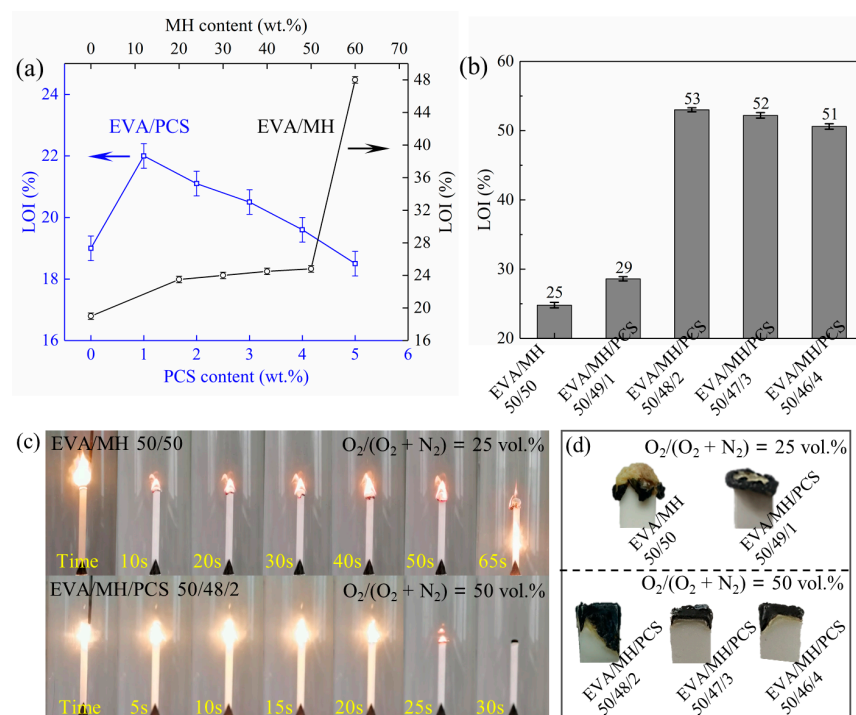 MH content (wt.%)
0 10 20 30 40 50 60 70
(a)
24
22
20
18
16
LOI (%)
EVA/PCS
EVA/MH
48
44
40
36
32
28
24
20
16
LOI (%)
0 1 2 3 4 5 6
PCS content (wt.%)
(b)
60
50
40
30
20
LOI (%)
25
29
53
52
51
EVA/MH
50/50
EVA/MH/PCS
50/49/1
EVA/MH/PCS
50/48/2
EVA/MH/PCS
50/47/3
EVA/MH/PCS
50/46/4
(c)
EVA/MH 50/50
O₂/(O₂ + N₂) = 25 vol.%
Time 10s 20s 30s 40s 50s 65s
EVA/MH/PCS 50/48/2
O₂/(O₂ + N₂) = 50 vol.%
Time 5s 10s 15s 20s 25s 30s
(d)
O₂/(O₂ + N₂) = 25 vol.%
EVA/MH
50/50
EVA/MH/PCS
50/49/1
O₂/(O₂ + N₂) = 50 vol.%
EVA/MH/PCS
50/48/2
EVA/MH/PCS
50/47/3
EVA/MH/PCS
50/46/4